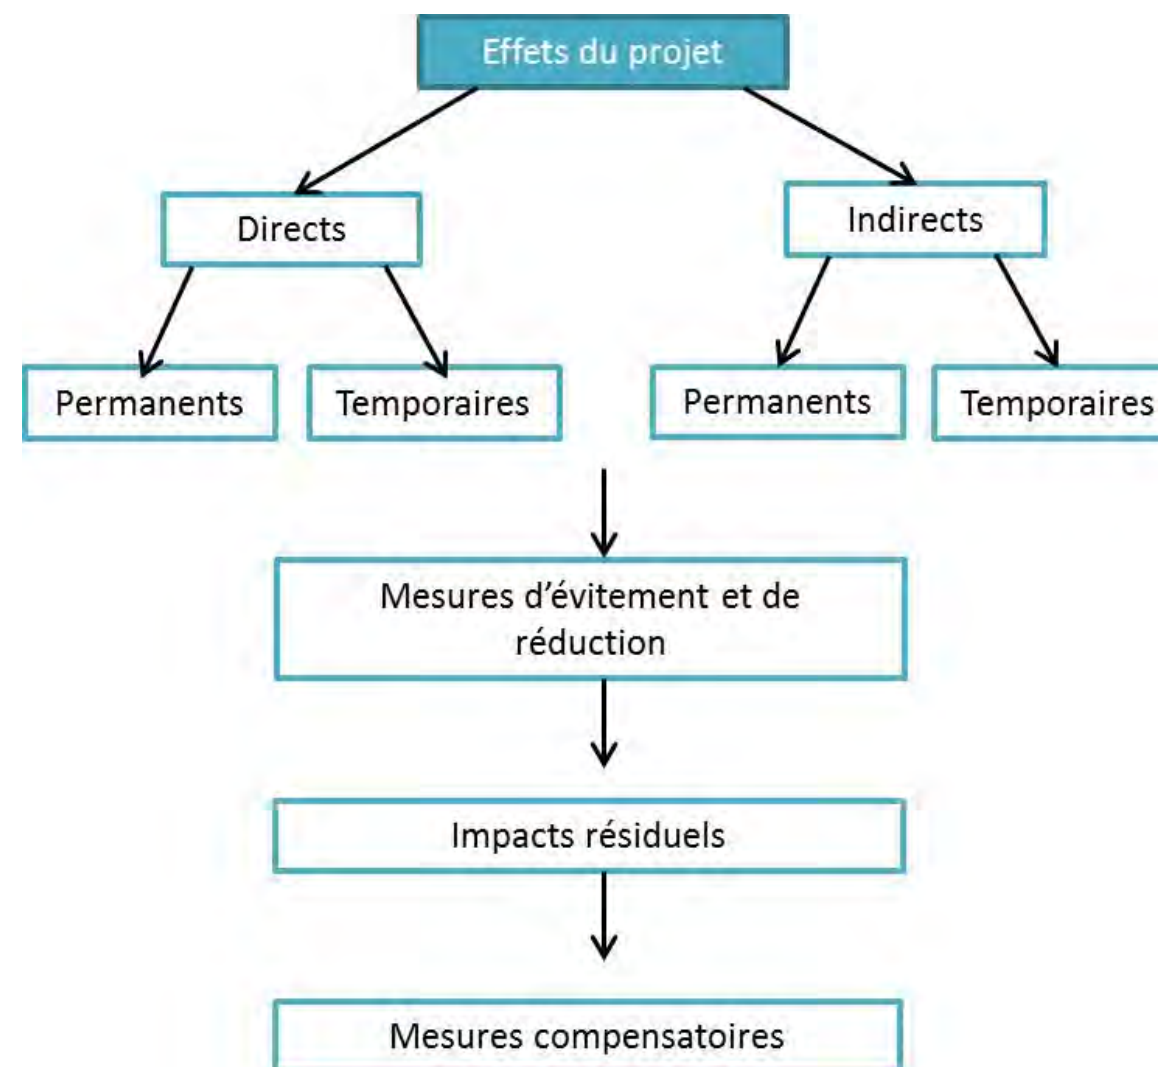 Effets du projet
Directs
Indirects
Permanents
Temporaires
Permanents
Temporaires
Mesures d’évitement et de
réduction
Impacts résiduels
Mesures compensatoires